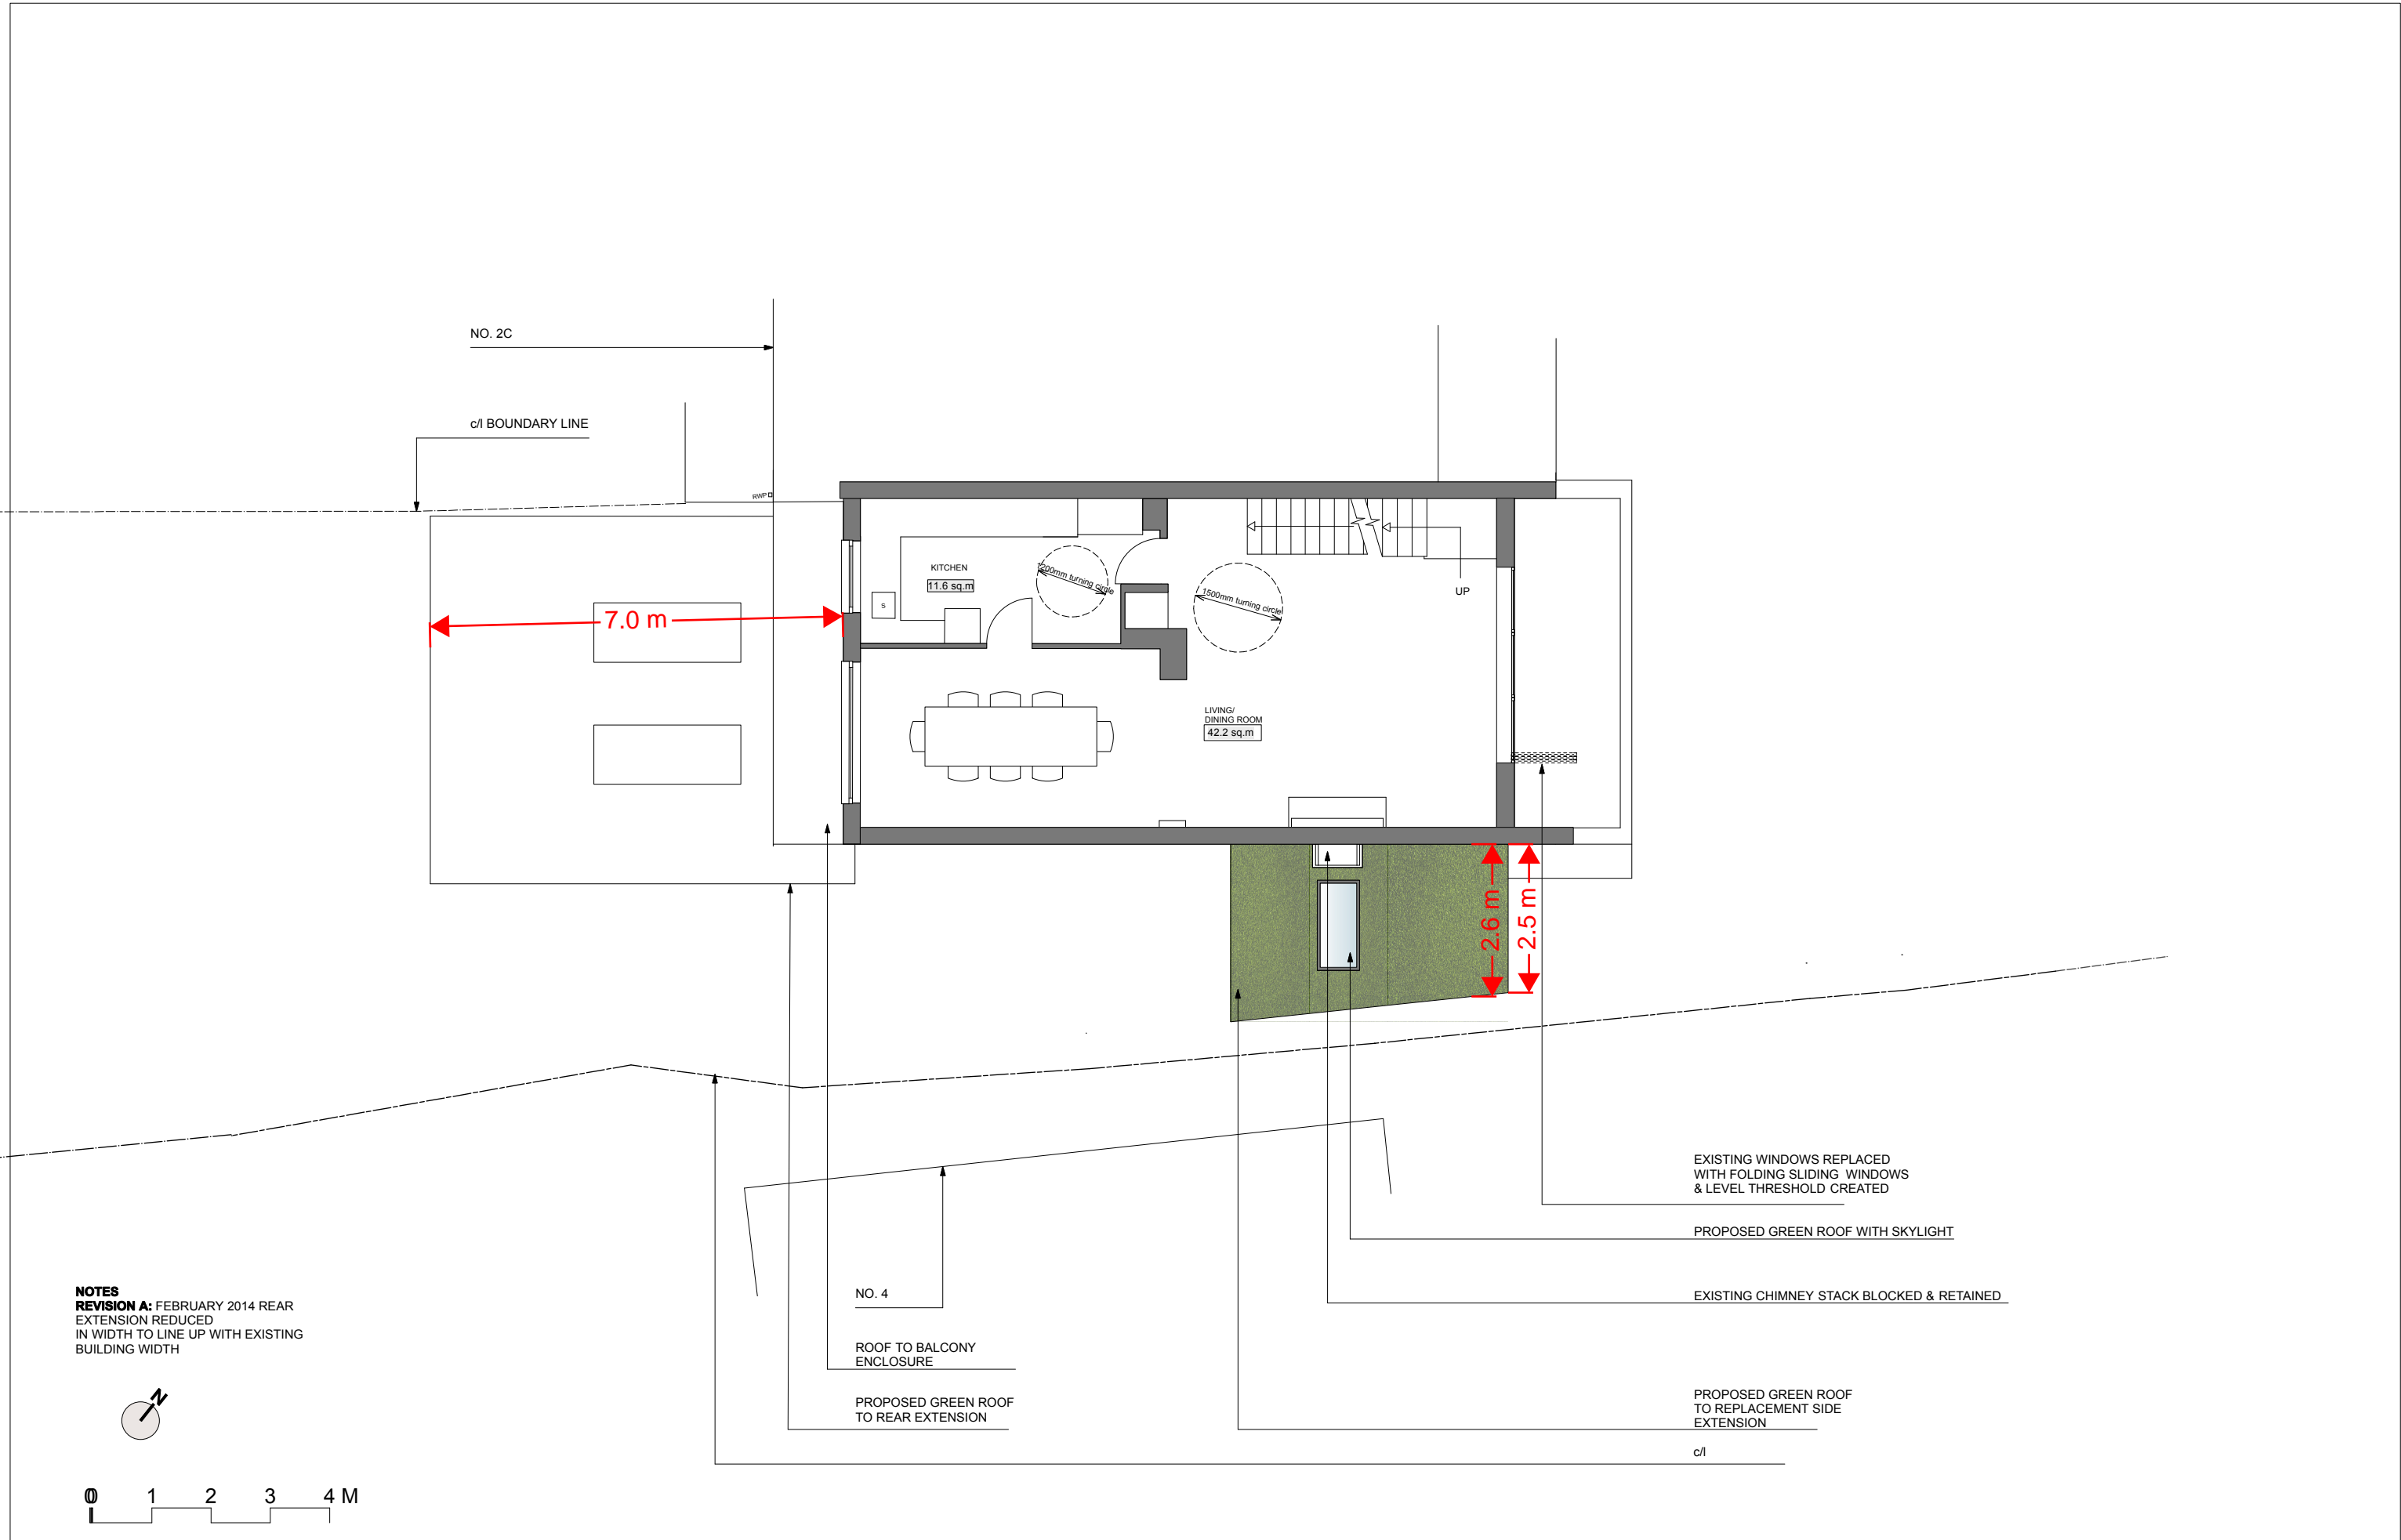 NO. 2C
c/l BOUNDARY LINE
RWP
KITCHEN
11.6 sq.m
S
1200mm turning circle
1500mm turning circle
UP
7.0 m
LIVING/
DINING ROOM
42.2 sq.m
2.6 m
2.5 m
EXISTING WINDOWS REPLACED
WITH FOLDING SLIDING WINDOWS
& LEVEL THRESHOLD CREATED
PROPOSED GREEN ROOF WITH SKYLIGHT
EXISTING CHIMNEY STACK BLOCKED & RETAINED
PROPOSED GREEN ROOF
TO REPLACEMENT SIDE
EXTENSION
c/l
NO. 4
ROOF TO BALCONY
ENCLOSURE
PROPOSED GREEN ROOF
TO REAR EXTENSION
NOTES
REVISION A: FEBRUARY 2014 REAR
EXTENSION REDUCED
IN WIDTH TO LINE UP WITH EXISTING
BUILDING WIDTH
N
0 1 2 3 4 M